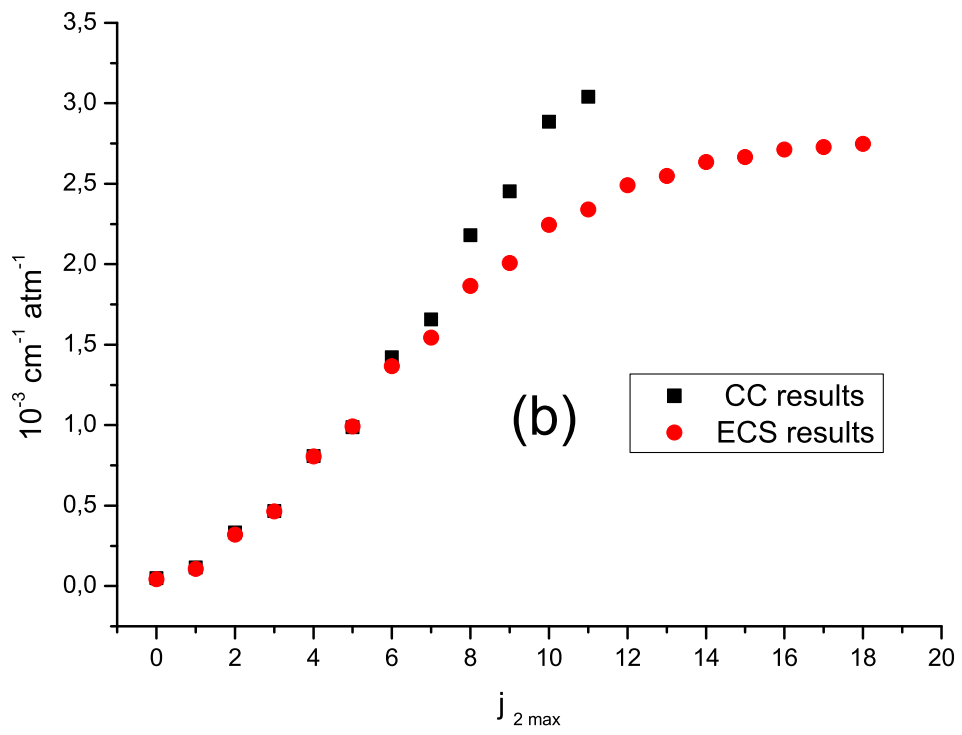 3,5
3,0
2,5
2,0
1,5
1,0
0,5
0,0
10⁻³ cm⁻¹ atm⁻¹
(b)
CC results
ECS results
0 2 4 6 8 10 12 14 16 18 20
j 2 max